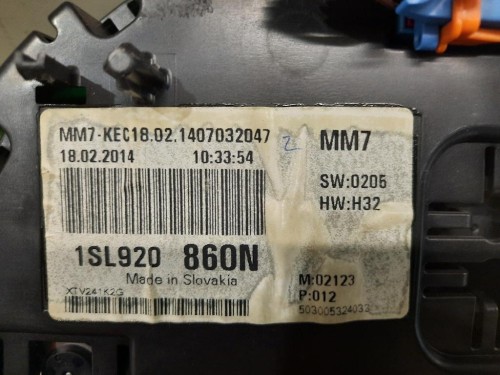 MM7-KEC18.02.1407032047
18.02.2014 10:33:54
MM7
SW:0205
HW:H32
1SL920 860N
Made in Slovakia
XTV241K2G
M:02123
P:012
503005324033